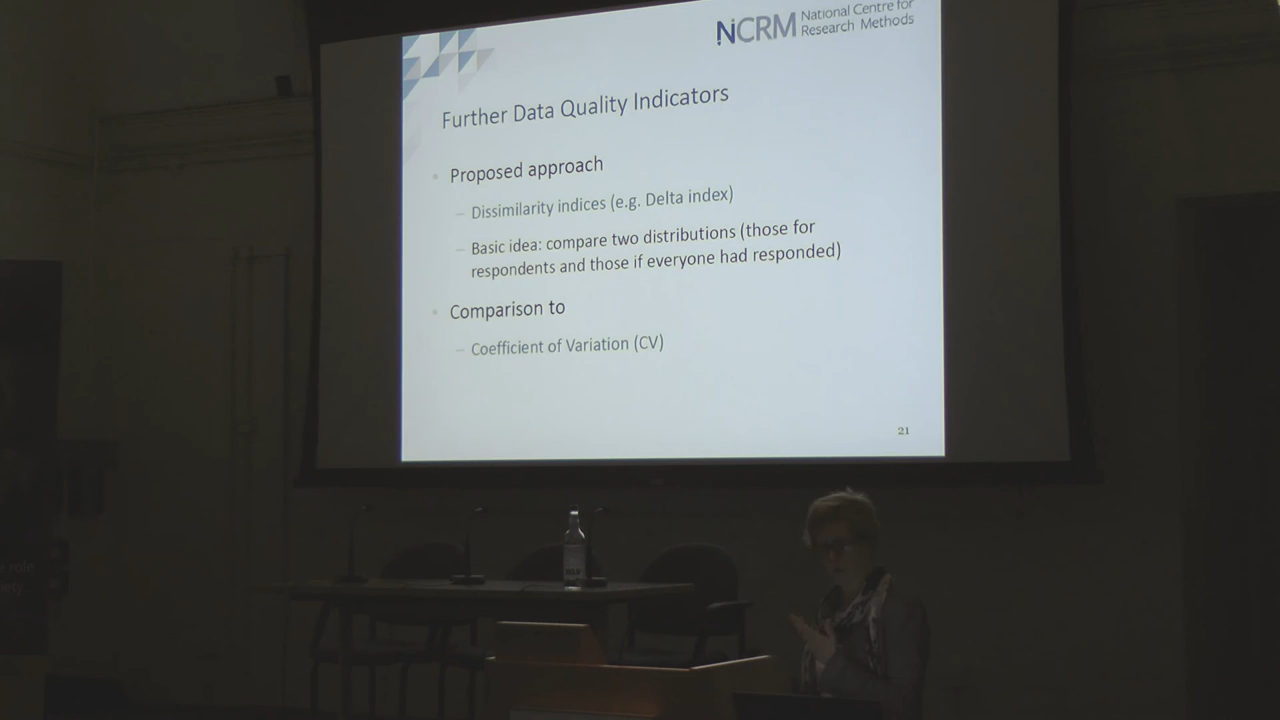 NCRM National Centre for
Research Methods
Further Data Quality Indicators
• Proposed approach
– Dissimilarity indices (e.g. Delta index)
– Basic idea: compare two distributions (those for
respondents and those if everyone had responded)
• Comparison to
– Coefficient of Variation (CV)
21
role